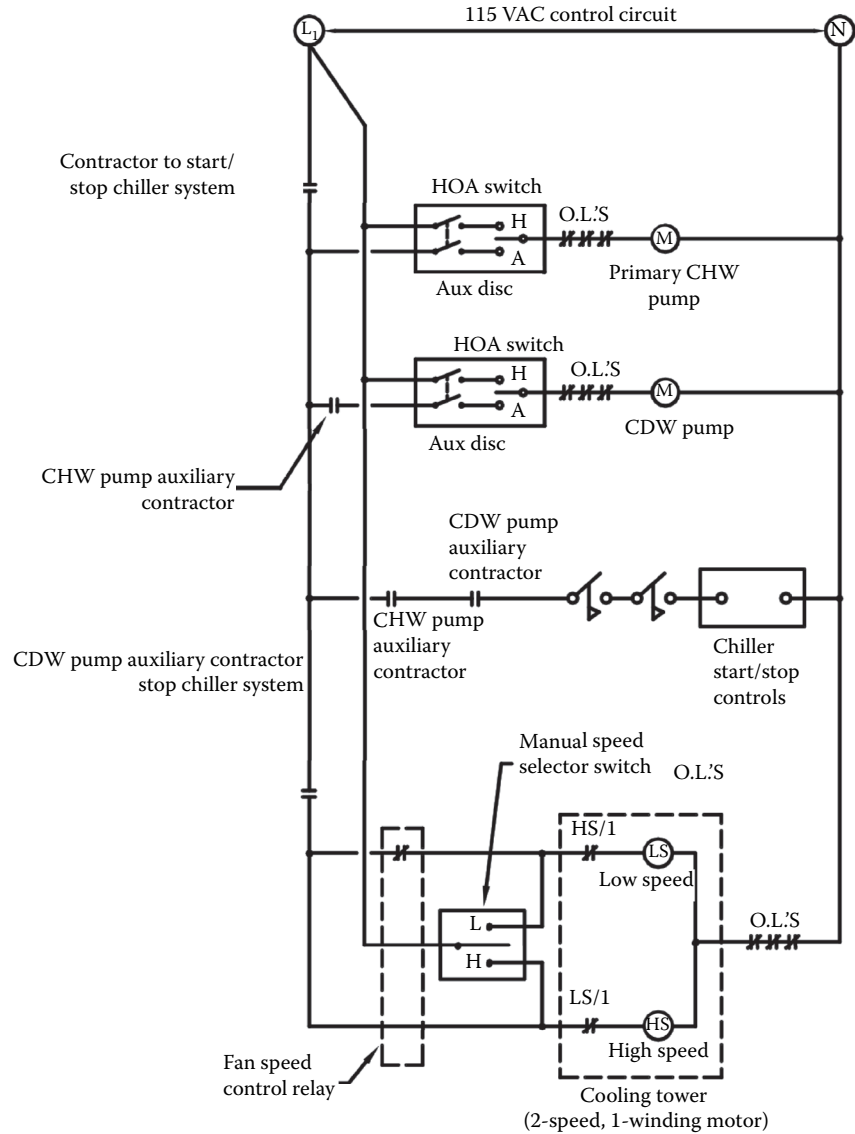 115 VAC control circuit
L1
N
Contractor to start/
stop chiller system
HOA switch
H
A
Aux disc
O.L.'S
M
Primary CHW
pump
HOA switch
H
A
Aux disc
O.L.'S
M
CDW pump
CHW pump auxiliary
contractor
CDW pump
auxiliary
contractor
CHW pump
auxiliary
contractor
Chiller
start/stop
controls
CDW pump auxiliary contractor
stop chiller system
Manual speed
selector switch
O.L.'S
HS/1
LS
Low speed
L
H
O.L.'S
LS/1
HS
High speed
Fan speed
control relay
Cooling tower
(2-speed, 1-winding motor)